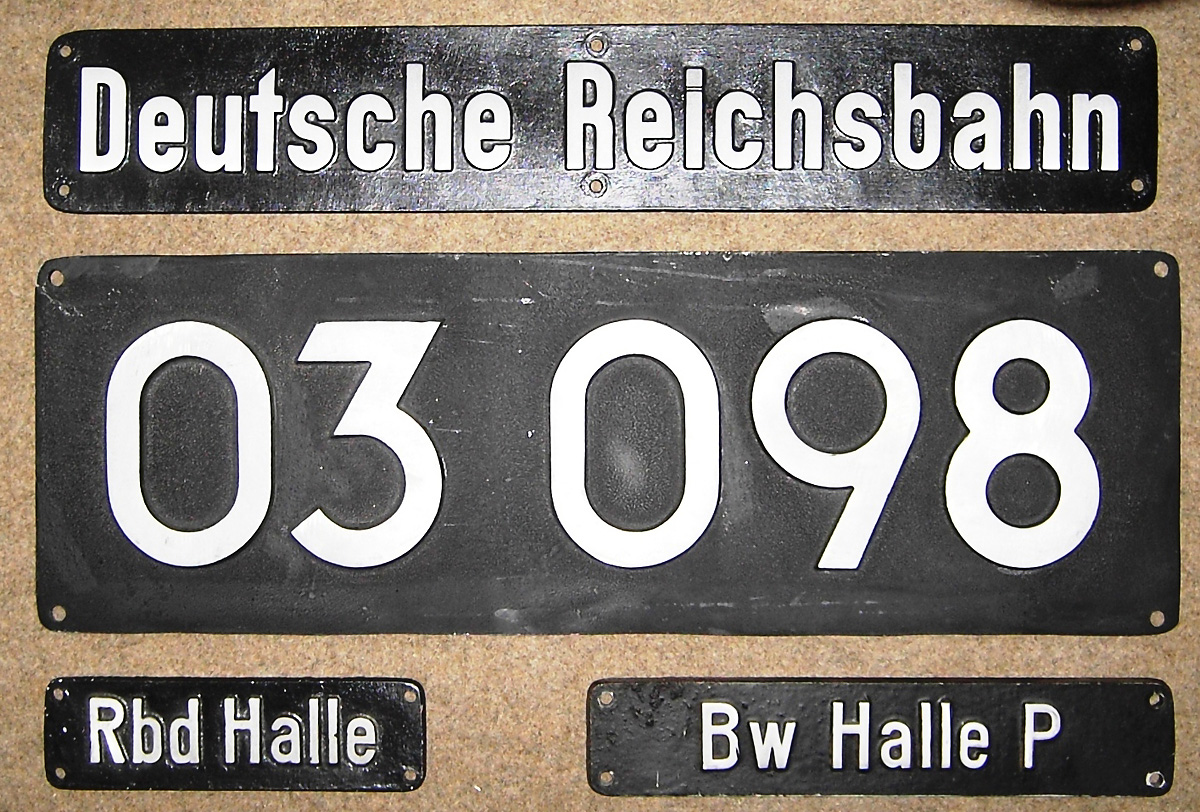 Deutsche Reichsbahn
03 098
Rbd Halle
Bw Halle P